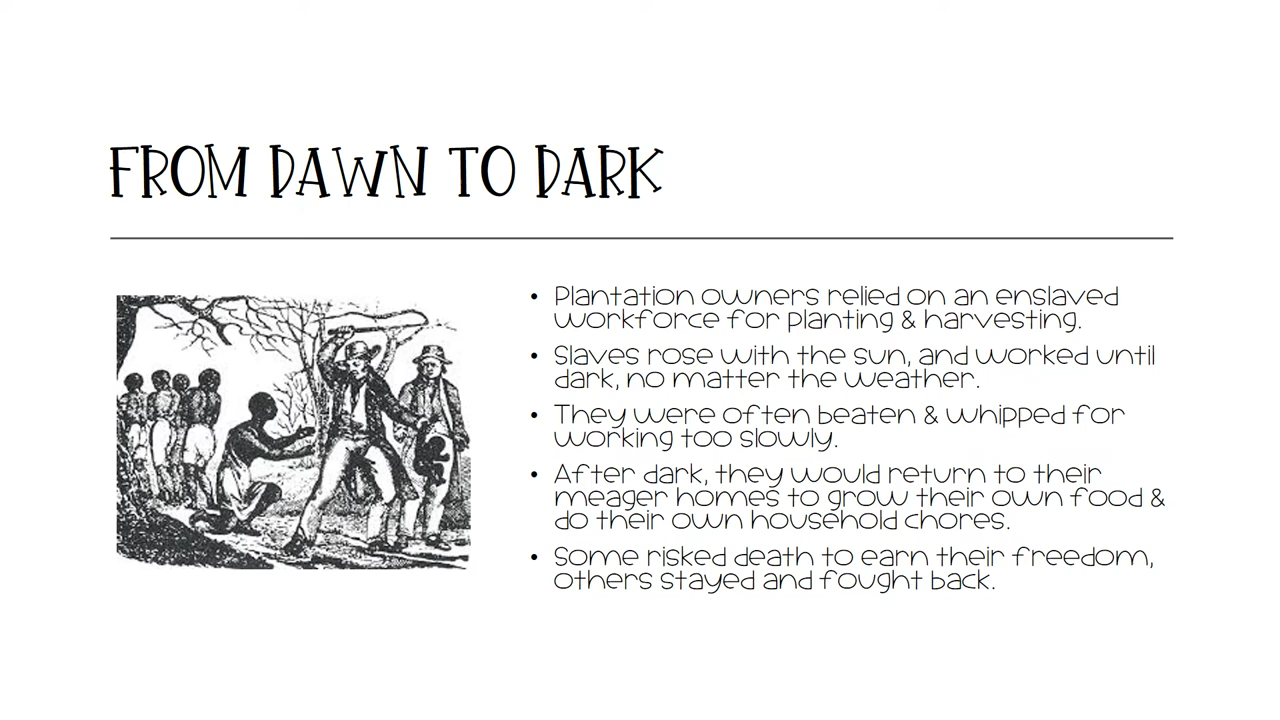 FROM DAWN TO DARK
• Plantation owners relied on an enslaved
workforce for planting & harvesting.
• Slaves rose with the sun, and worked until
dark, no matter the weather.
• They were often beaten & whipped for
working too slowly.
• After dark, they would return to their
meager homes to grow their own food &
do their own household chores.
• Some risked death to earn their freedom,
others stayed and fought back.